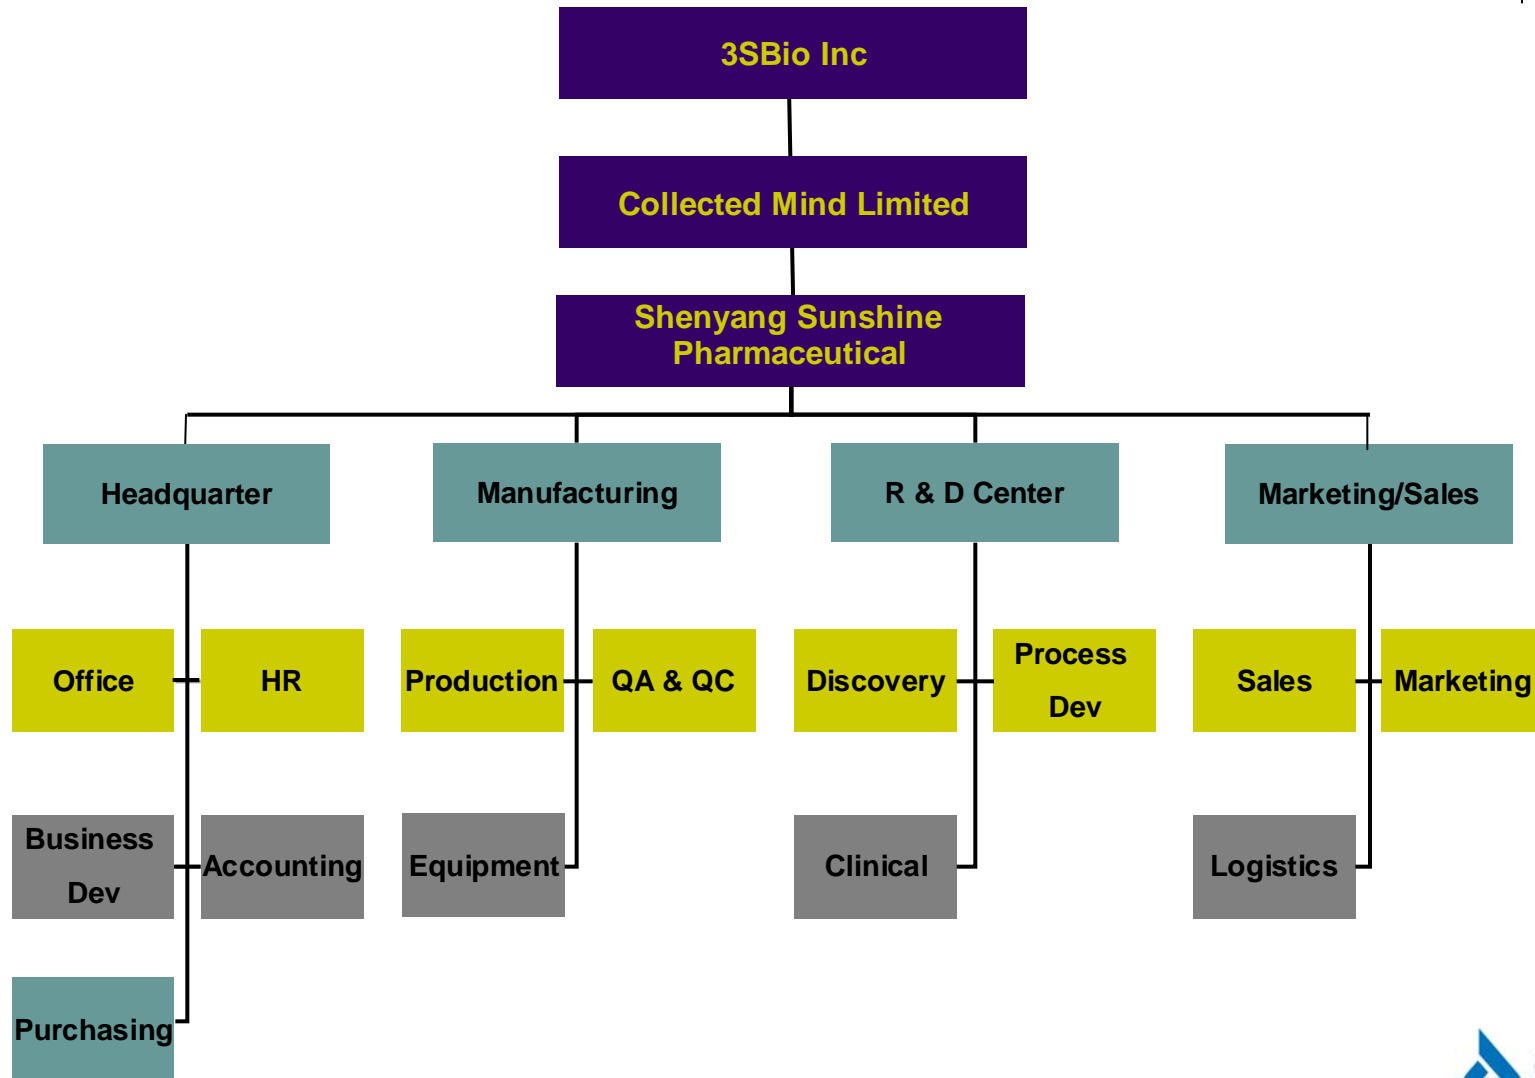 3SBio Inc
Collected Mind Limited
Shenyang Sunshine
Pharmaceutical
Headquarter
Manufacturing
R & D Center
Marketing/Sales
Office
HR
Production
QA & QC
Discovery
Process
Dev
Sales
Marketing
Business
Dev
Accounting
Equipment
Clinical
Logistics
Purchasing